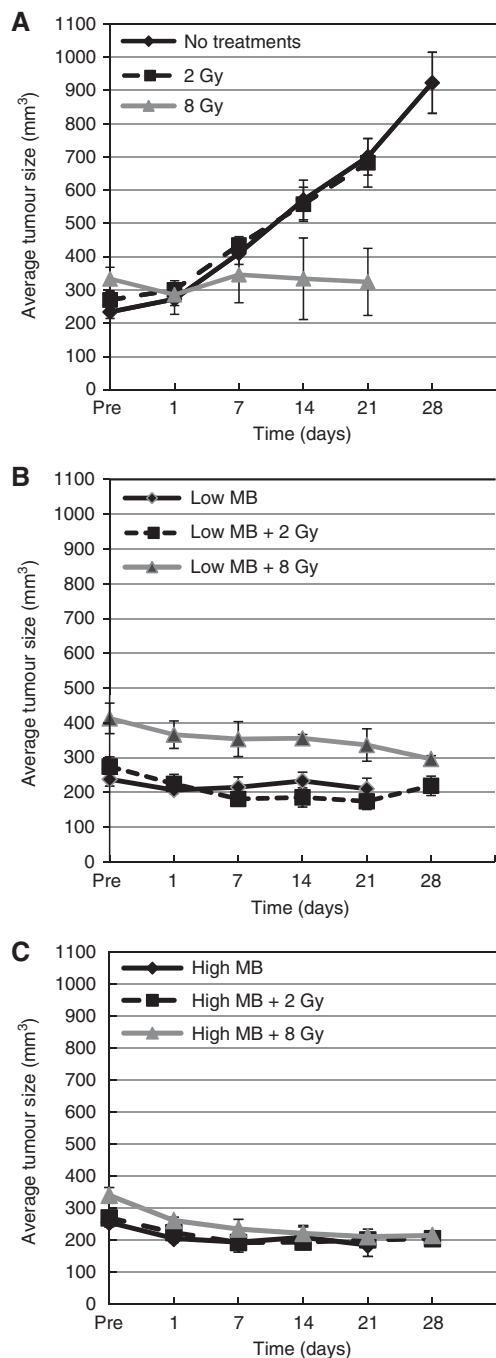 A
1100
1000
900
800
700
600
500
400
300
200
100
0
Average tumour size (mm³)
No treatments
2 Gy
8 Gy
Pre
1
7
14
21
28
Time (days)
B
1100
1000
900
800
700
600
500
400
300
200
100
0
Average tumour size (mm³)
Low MB
Low MB + 2 Gy
Low MB + 8 Gy
Pre
1
7
14
21
28
Time (days)
C
1100
1000
900
800
700
600
500
400
300
200
100
0
Average tumour size (mm³)
High MB
High MB + 2 Gy
High MB + 8 Gy
Pre
1
7
14
21
28
Time (days)